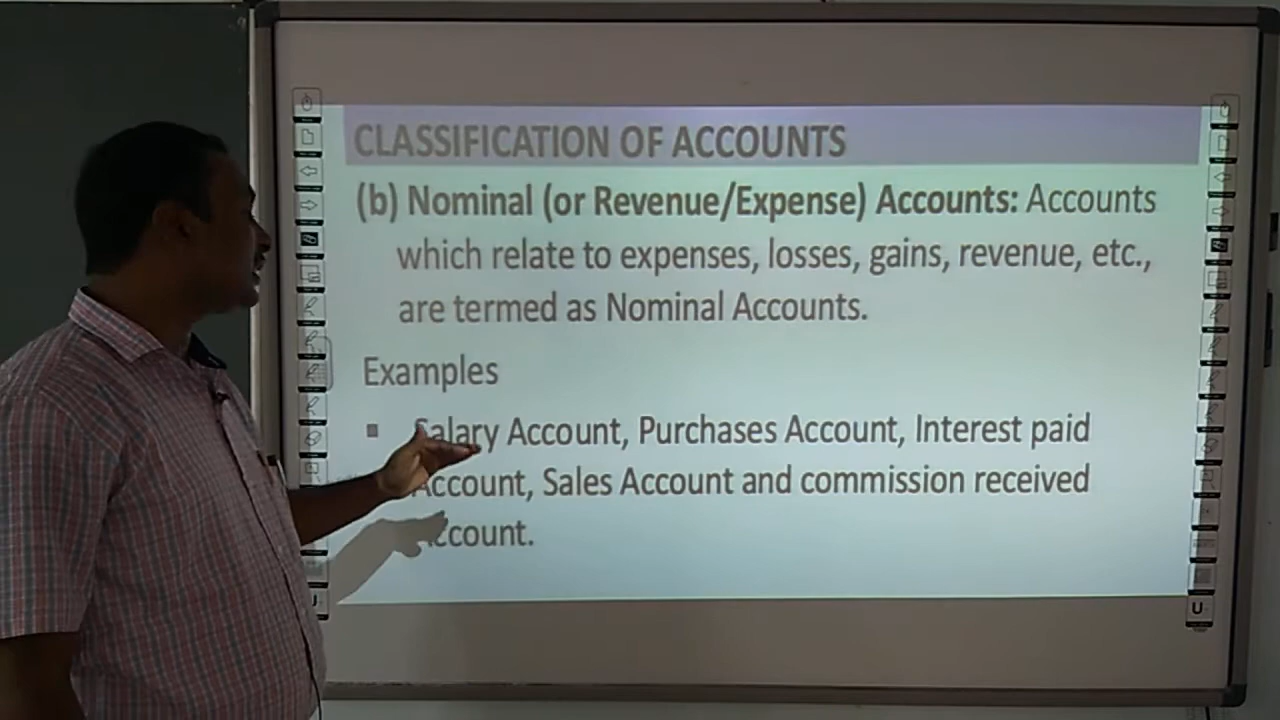 CLASSIFICATION OF ACCOUNTS
(b) Nominal (or Revenue/Expense) Accounts: Accounts
which relate to expenses, losses, gains, revenue, etc.,
are termed as Nominal Accounts.
Examples
▪ Salary Account, Purchases Account, Interest paid
Account, Sales Account and commission received
Account.
U
U